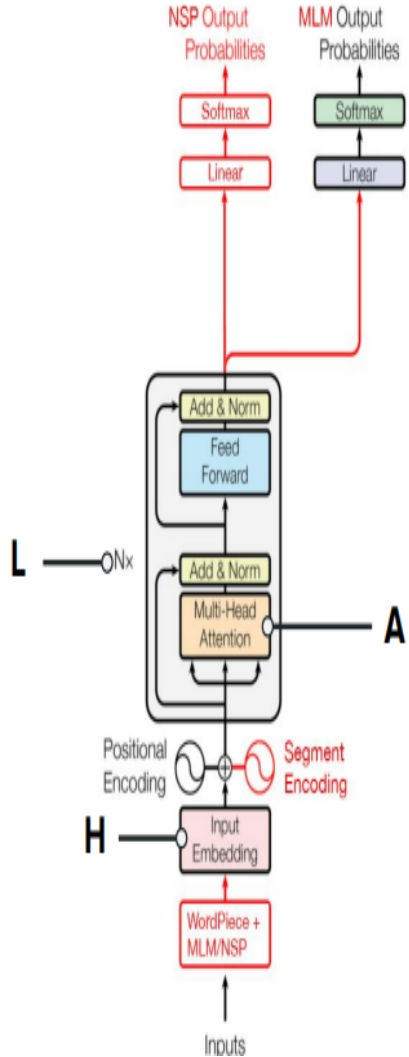 NSP Output
Probabilities
MLM Output
Probabilities
Softmax
Softmax
Linear
Linear
Add & Norm
Feed
Forward
L
N×
Add & Norm
Multi-Head
Attention
A
Positional
Encoding
Segment
Encoding
H
Input
Embedding
WordPiece +
MLM/NSP
Inputs